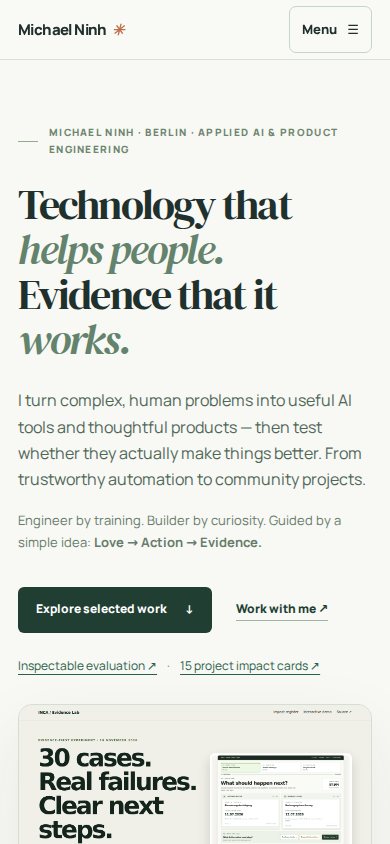 Michael Ninh ✳
Menu ☰
MICHAEL NINH · BERLIN · APPLIED AI & PRODUCT
ENGINEERING
Technology that
helps people.
Evidence that it
works.
I turn complex, human problems into useful AI
tools and thoughtful products — then test
whether they actually make things better. From
trustworthy automation to community projects.
Engineer by training. Builder by curiosity. Guided by a
simple idea: Love → Action → Evidence.
Explore selected work ↓
Work with me ↗
Inspectable evaluation ↗ · 15 project impact cards ↗
INCA / Evidence Lab
30 cases.
Real failures.
Clear next
steps.
What should happen next?